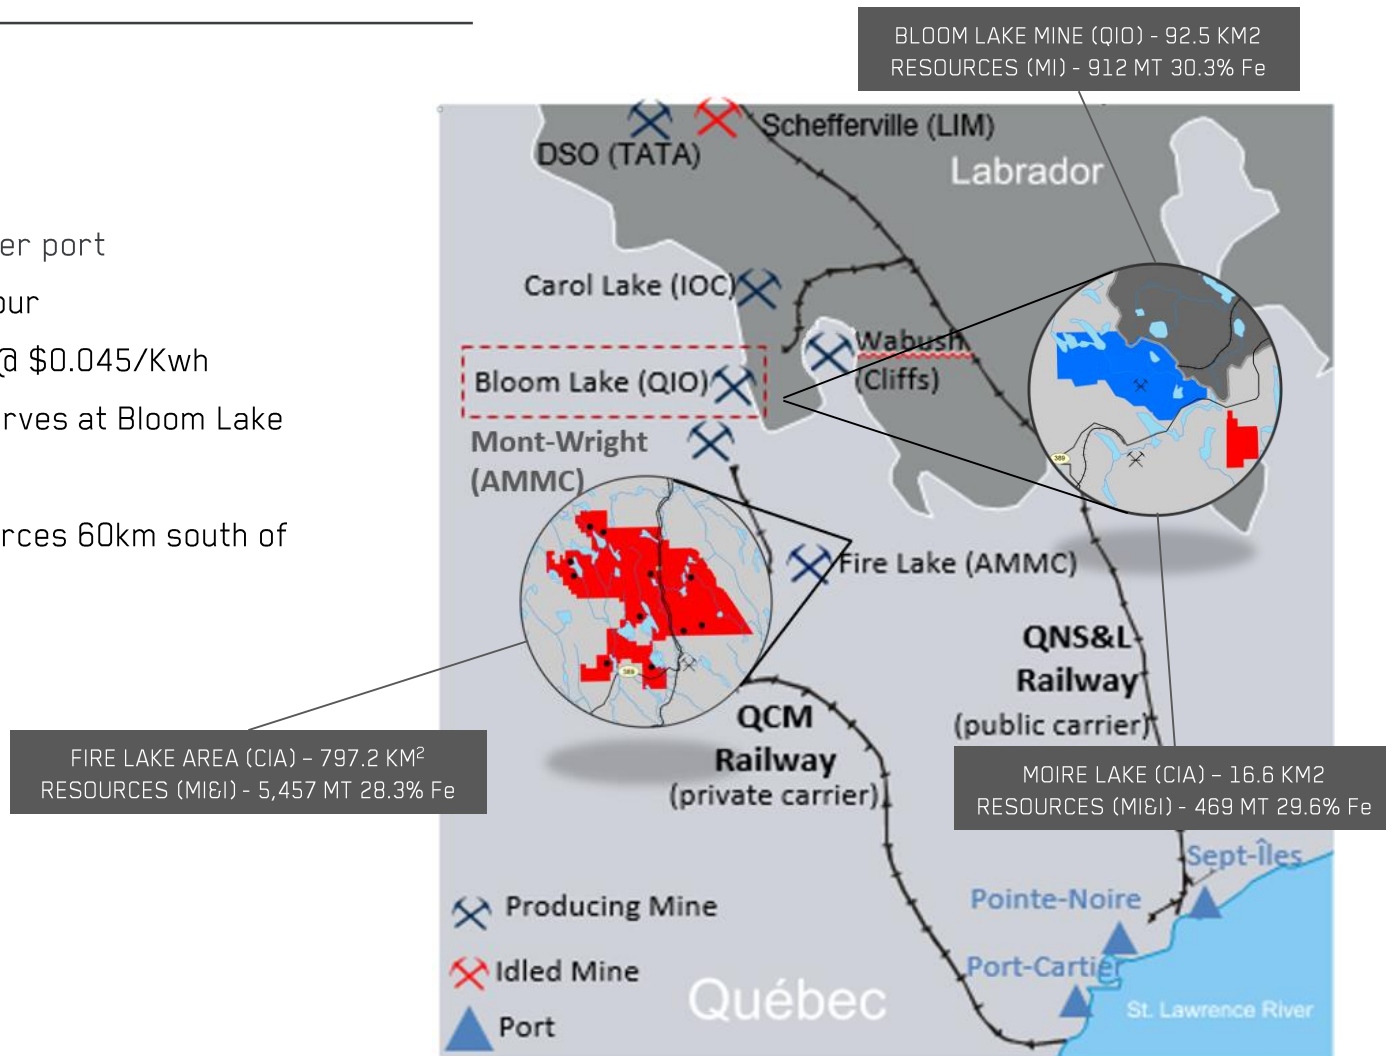 BLOOM LAKE MINE (QIO) - 92.5 KM2
RESOURCES (MI) - 912 MT 30.3% Fe
DSO (TATA)
Schefferville (LIM)
Labrador
er port
our
@ $0.045/Kwh
erves at Bloom Lake
rces 60km south of
Carol Lake (IOC)
Wabush
(Cliffs)
Bloom Lake (QIO)
Mont-Wright
(AMMC)
389
Fire Lake (AMMC)
389
QNS&L
Railway
(public carrier)
QCM
Railway
(private carrier)
FIRE LAKE AREA (CIA) – 797.2 KM²
RESOURCES (MI&I) - 5,457 MT 28.3% Fe
MOIRE LAKE (CIA) – 16.6 KM2
RESOURCES (MI&I) - 469 MT 29.6% Fe
Sept-Îles
Pointe-Noire
Port-Cartier
St. Lawrence River
Québec
Producing Mine
Idled Mine
Port